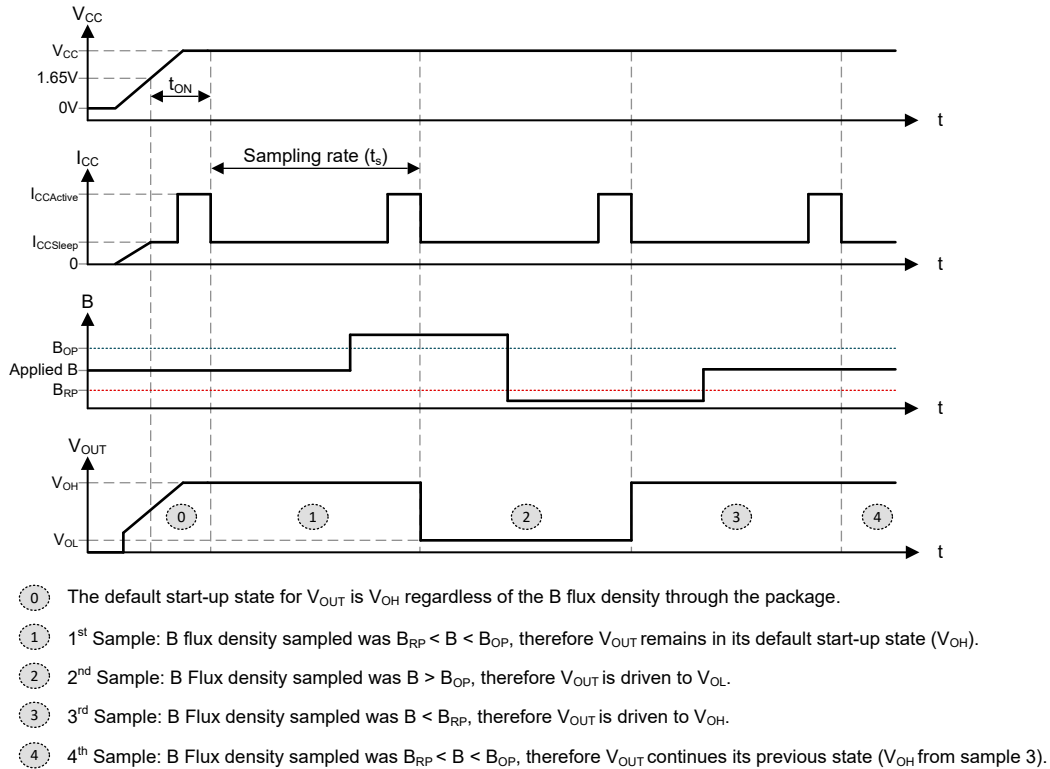 VCC
VCC
1.65V
0V
tON
t
ICC
Sampling rate (ts)
ICCActive
ICCSleep
0
t
B
BOP
Applied B
BRP
t
VOUT
VOH
VOL
0
1
2
3
4
t
0 The default start-up state for VOUT is VOH regardless of the B flux density through the package.
1 1st Sample: B flux density sampled was BRP < B < BOP, therefore VOUT remains in its default start-up state (VOH).
2 2nd Sample: B Flux density sampled was B > BOP, therefore VOUT is driven to VOL.
3 3rd Sample: B Flux density sampled was B < BRP, therefore VOUT is driven to VOH.
4 4th Sample: B Flux density sampled was BRP < B < BOP, therefore VOUT continues its previous state (VOH from sample 3).